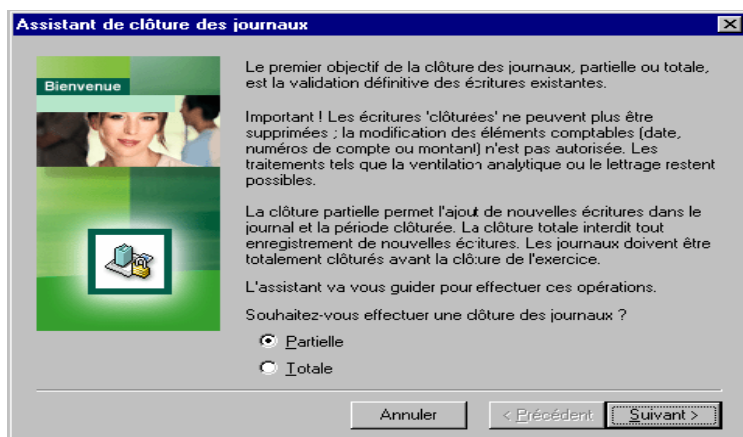 Assistant de clôture des journaux
Bienvenue
Le premier objectif de la clôture des journaux, partielle ou totale,
est la validation définitive des écritures existantes.
Important ! Les écritures 'clôturées' ne peuvent plus être
supprimées ; la modification des éléments comptables (date,
numéros de compte ou montant) n'est pas autorisée. Les
traitements tels que la ventilation analytique ou le lettrage restent
possibles.
La clôture partielle permet l'ajout de nouvelles écritures dans le
journal et la période clôturée. La clôture totale interdit tout
enregistrement de nouvelles écritures. Les journaux doivent être
totalement clôturés avant la clôture de l'exercice.
L'assistant va vous guider pour effectuer ces opérations.
Souhaitez-vous effectuer une clôture des journaux ?
Partielle
Totale
Annuler
< Précédent
Suivant >